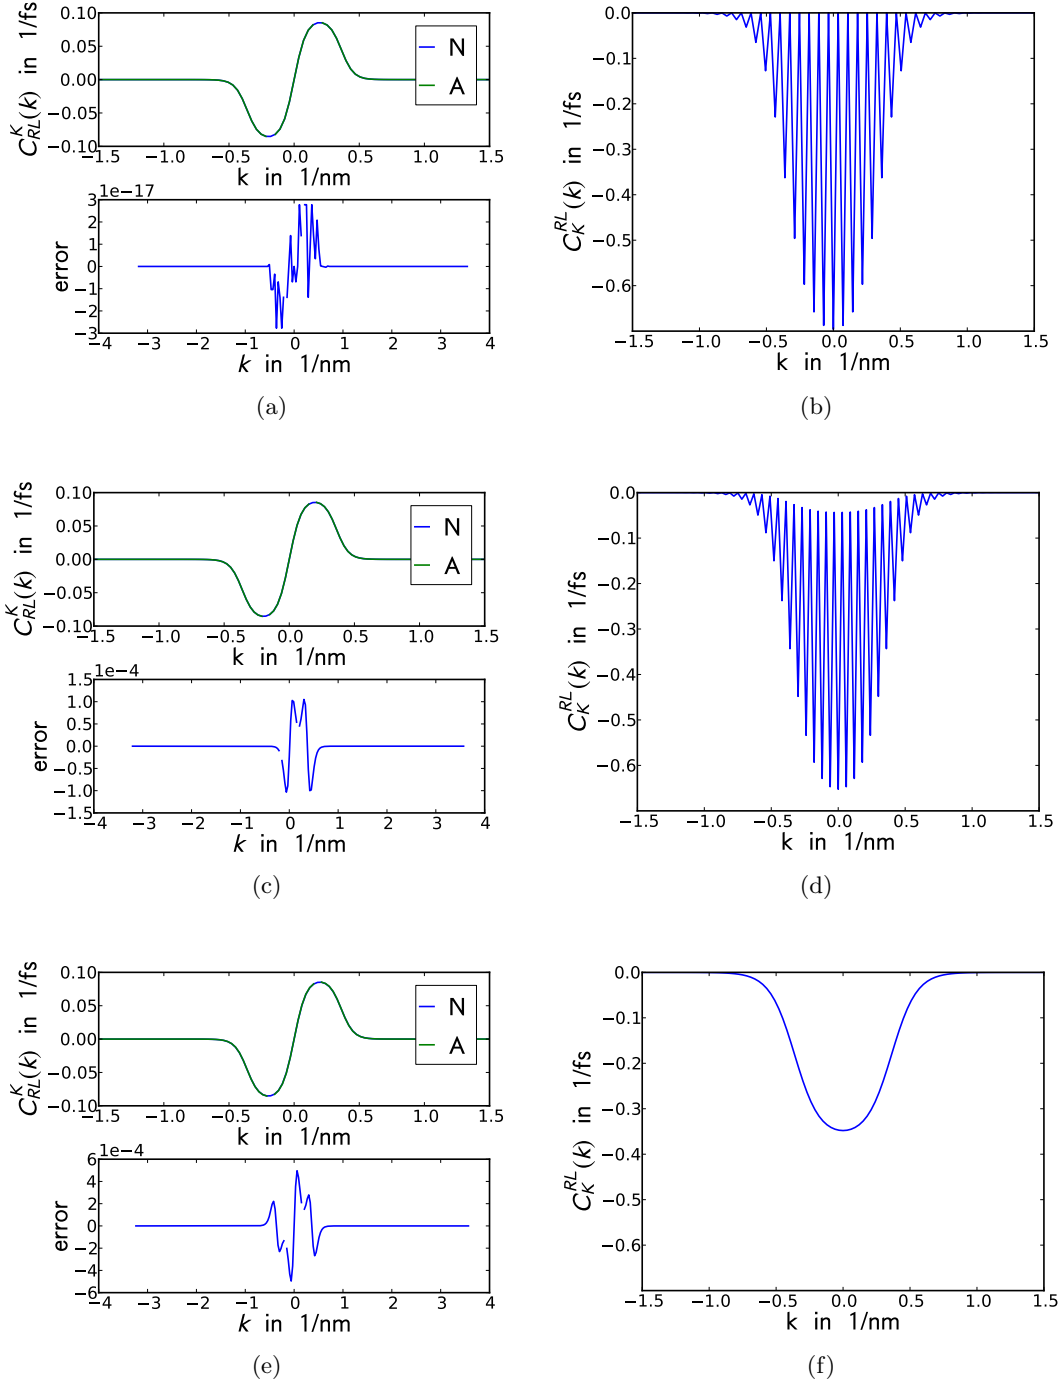 C^K_RL(k) in 1/fs
0.10
0.05
0.00
−0.05
−0.10
N
A
−1.5 −1.0 −0.5 0.0 0.5 1.0 1.5
k in 1/nm
1e−17
error
3
2
1
0
−1
−2
−3
−4 −3 −2 −1 0 1 2 3 4
k in 1/nm
(a)
C^RL_K(k) in 1/fs
0.0
−0.1
−0.2
−0.3
−0.4
−0.5
−0.6
−1.5 −1.0 −0.5 0.0 0.5 1.0 1.5
k in 1/nm
(b)
C^K_RL(k) in 1/fs
0.10
0.05
0.00
−0.05
−0.10
N
A
−1.5 −1.0 −0.5 0.0 0.5 1.0 1.5
k in 1/nm
1e−4
error
1.5
1.0
0.5
0.0
−0.5
−1.0
−1.5
−4 −3 −2 −1 0 1 2 3 4
k in 1/nm
(c)
C^RL_K(k) in 1/fs
0.0
−0.1
−0.2
−0.3
−0.4
−0.5
−0.6
−1.5 −1.0 −0.5 0.0 0.5 1.0 1.5
k in 1/nm
(d)
C^K_RL(k) in 1/fs
0.10
0.05
0.00
−0.05
−0.10
N
A
−1.5 −1.0 −0.5 0.0 0.5 1.0 1.5
k in 1/nm
1e−4
error
6
4
2
0
−2
−4
−6
−4 −3 −2 −1 0 1 2 3 4
k in 1/nm
(e)
C^RL_K(k) in 1/fs
0.0
−0.1
−0.2
−0.3
−0.4
−0.5
−0.6
−1.5 −1.0 −0.5 0.0 0.5 1.0 1.5
k in 1/nm
(f)